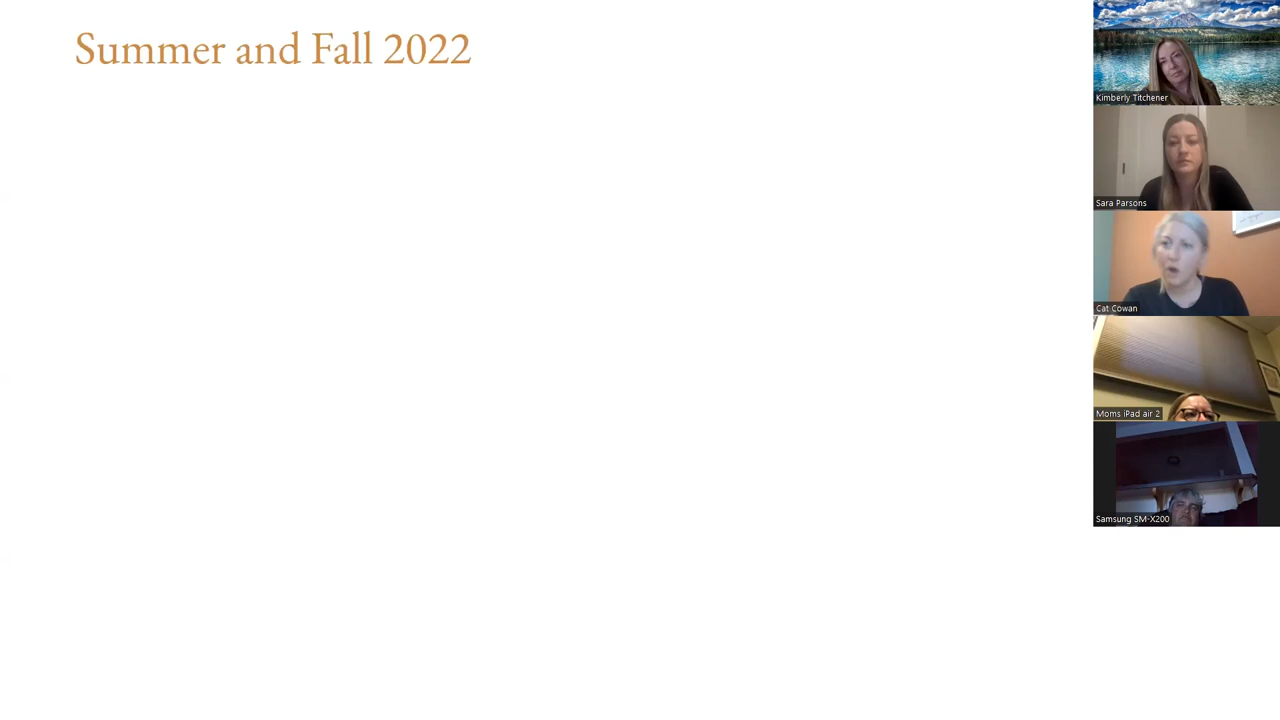 Summer and Fall 2022
Kimberly Titchener
Sara Parsons
Cat Cowan
Moms iPad air 2
Samsung SM-X200